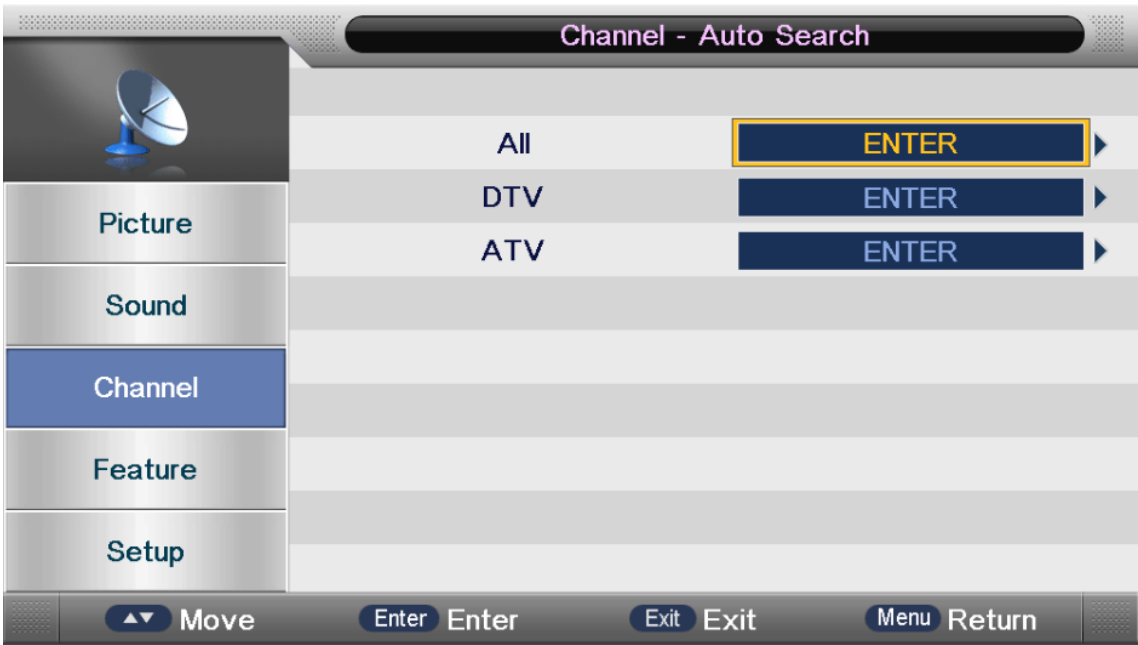 Channel - Auto Search
All ENTER
DTV ENTER
ATV ENTER
Picture
Sound
Channel
Feature
Setup
Move Enter Enter Exit Exit Menu Return